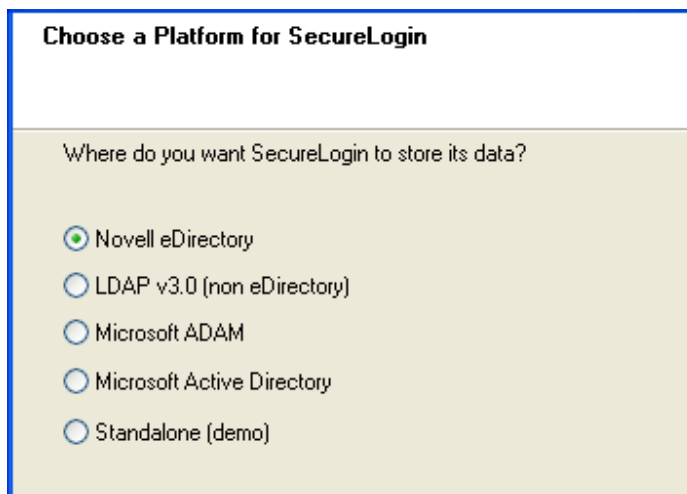 Choose a Platform for SecureLogin
Where do you want SecureLogin to store its data?
Novell eDirectory
LDAP v3.0 (non eDirectory)
Microsoft ADAM
Microsoft Active Directory
Standalone (demo)